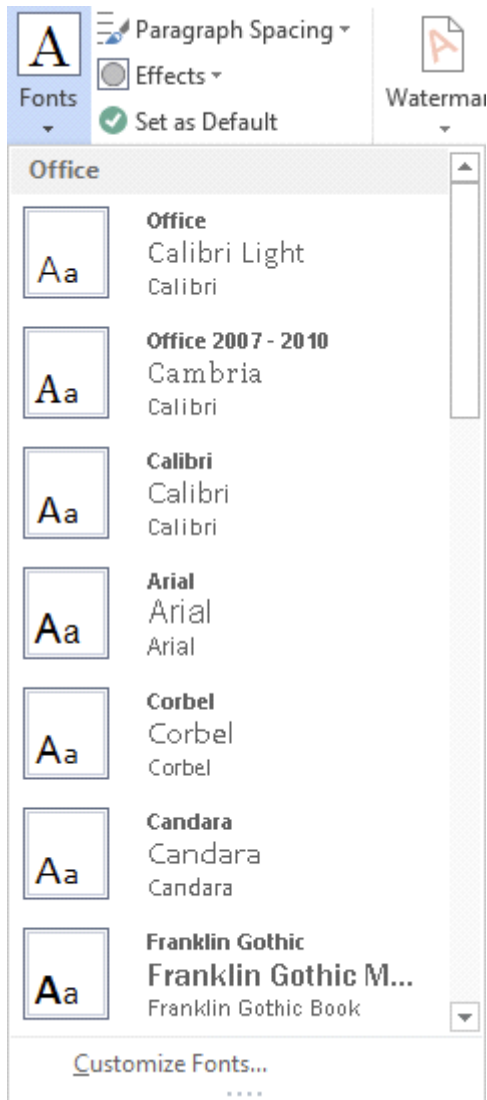 A
Fonts
Paragraph Spacing
Effects
Set as Default
Watermar
Office
Aa
Office
Calibri Light
Calibri
Aa
Office 2007 - 2010
Cambria
Calibri
Aa
Calibri
Calibri
Calibri
Aa
Arial
Arial
Arial
Aa
Corbel
Corbel
Corbel
Aa
Candara
Candara
Candara
Aa
Franklin Gothic
Franklin Gothic M...
Franklin Gothic Book
Customize Fonts...